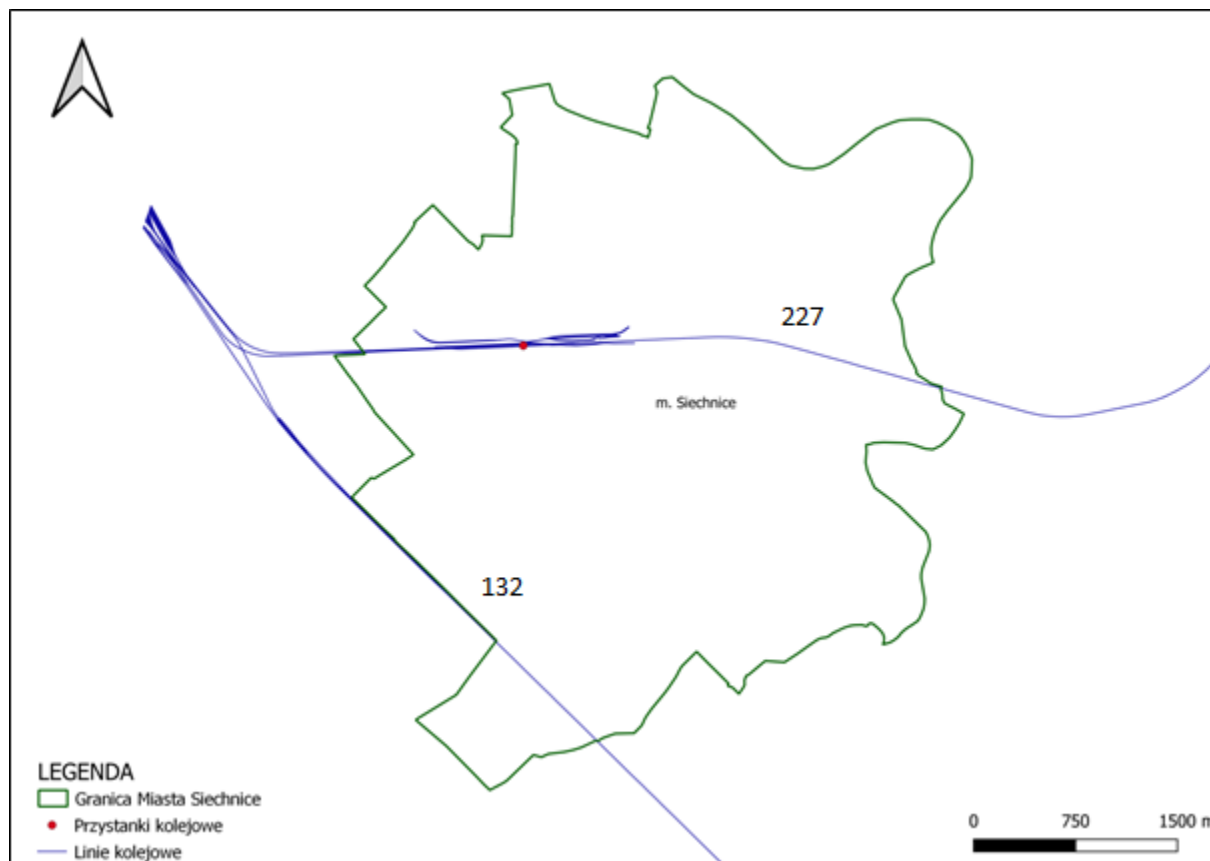 227
m. Siechnice
132
LEGENDA
Granica Miasta Siechnice
Przystanki kolejowe
Linie kolejowe
0 750 1500 m